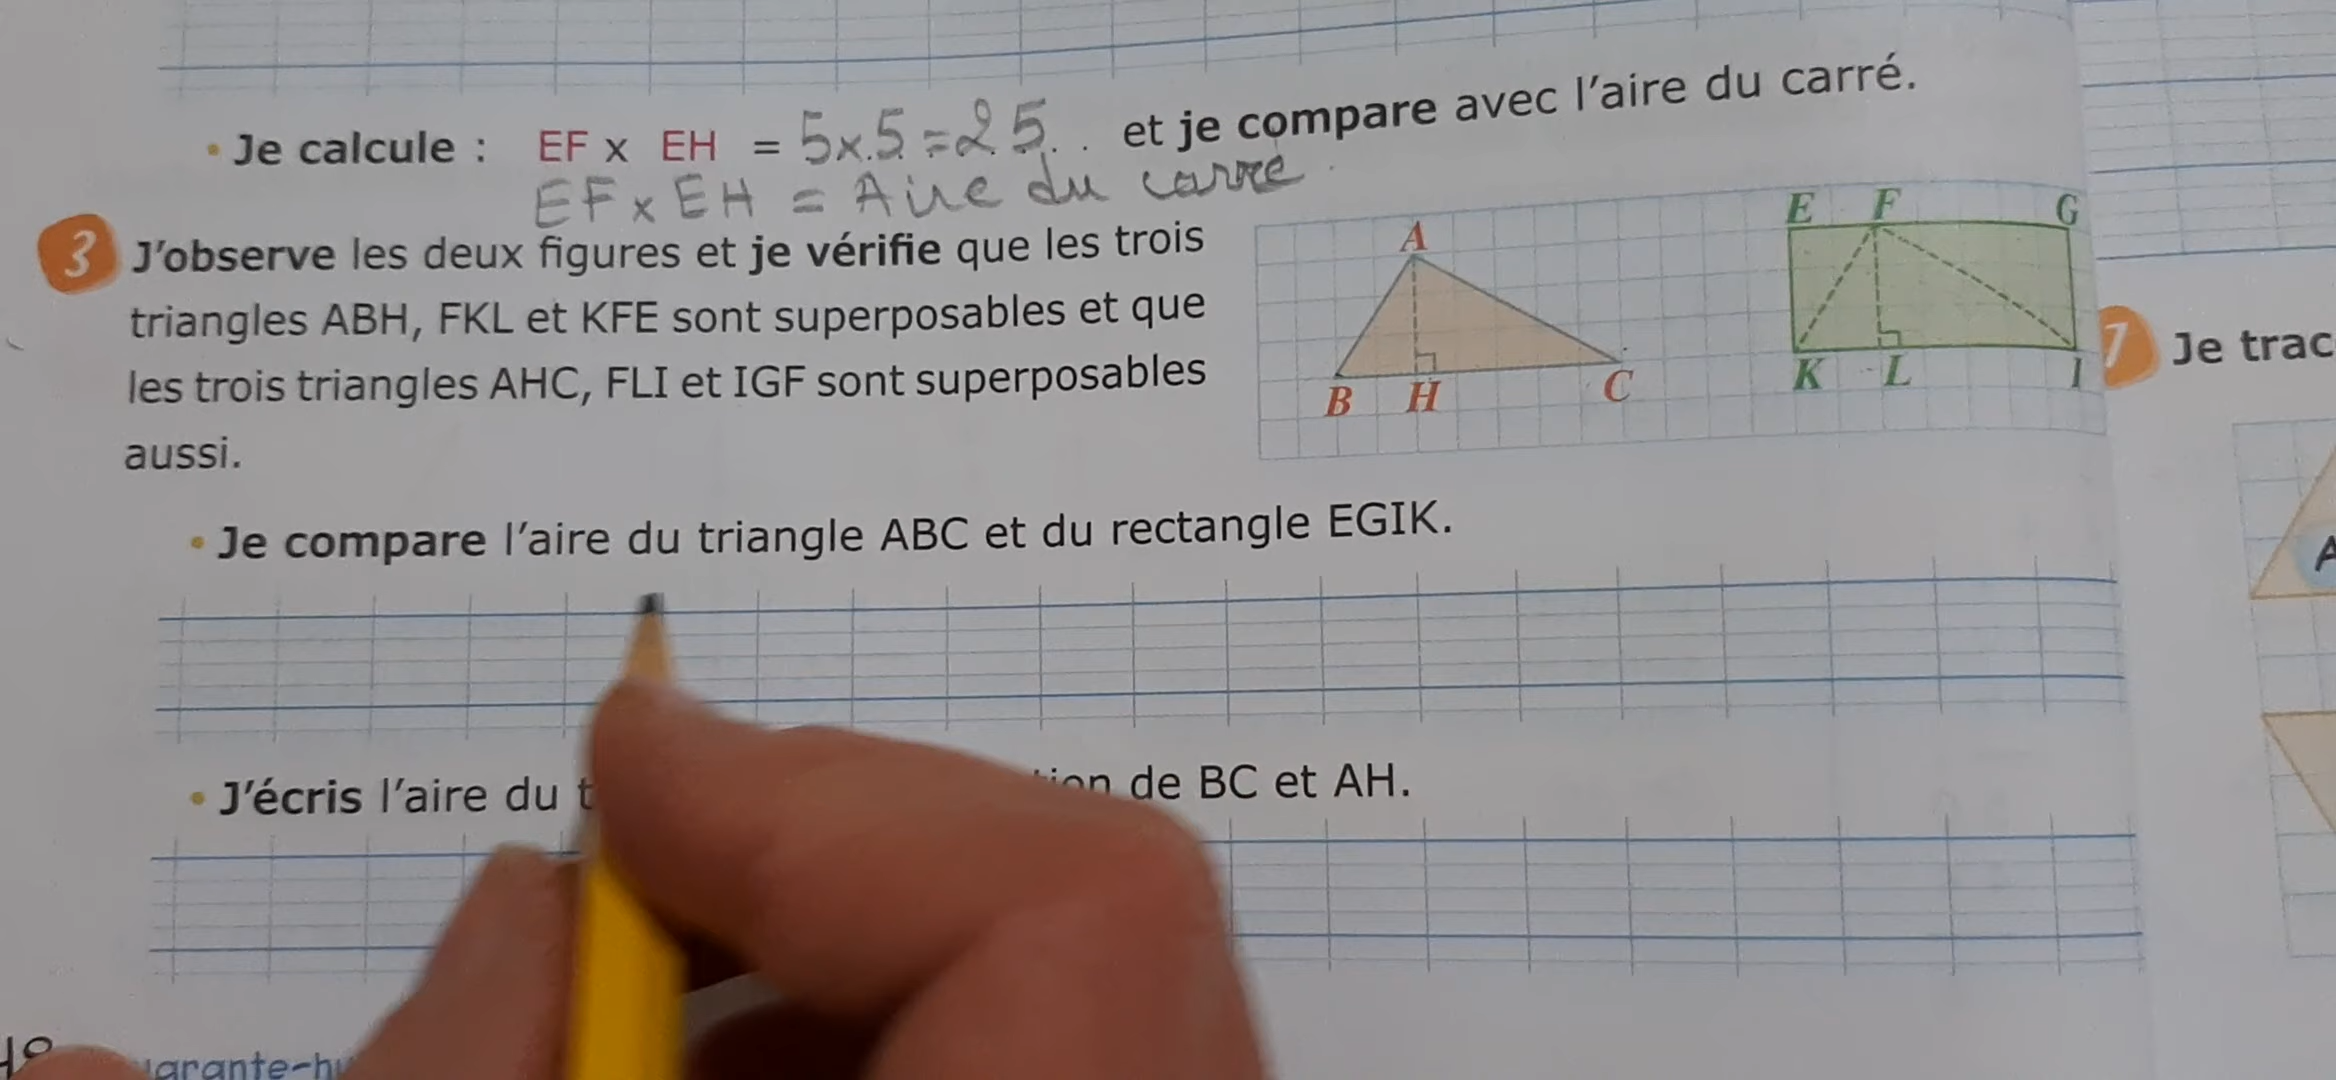 • Je calcule : EF x EH = 5x5=25.. et je compare avec l'aire du carré.
EF x EH = Aire du carre
3 J'observe les deux figures et je vérifie que les trois
triangles ABH, FKL et KFE sont superposables et que
les trois triangles AHC, FLI et IGF sont superposables
aussi.
A
B H C
E F G
K L I
• Je compare l'aire du triangle ABC et du rectangle EGIK.
• J'écris l'aire du
de BC et AH.
1 Je trac
A